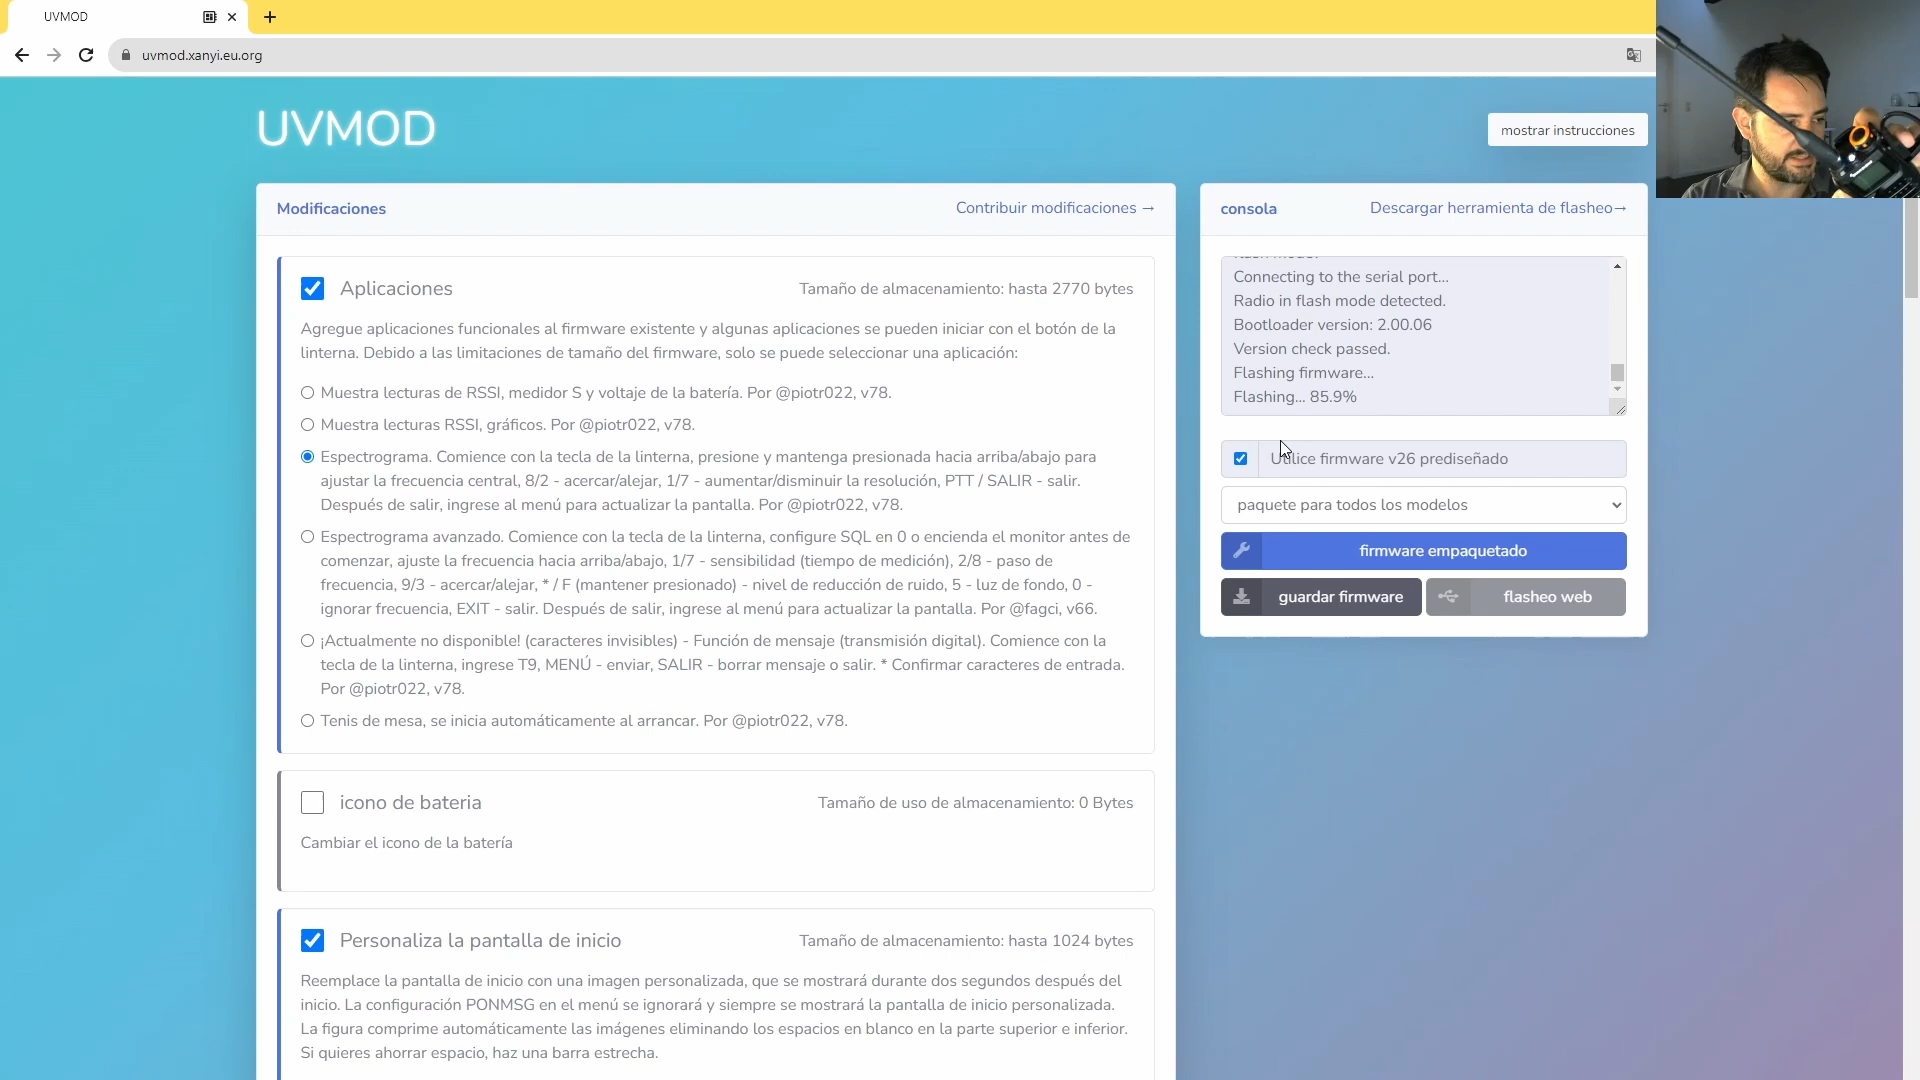 UVMOD
uvmod.xanyi.eu.org
UVMOD
mostrar instrucciones
Modificaciones
Contribuir modificaciones →
Aplicaciones
Tamaño de almacenamiento: hasta 2770 bytes
Agregue aplicaciones funcionales al firmware existente y algunas aplicaciones se pueden iniciar con el botón de la
linterna. Debido a las limitaciones de tamaño del firmware, solo se puede seleccionar una aplicación:
Muestra lecturas de RSSI, medidor S y voltaje de la batería. Por @piotr022, v78.
Muestra lecturas RSSI, gráficos. Por @piotr022, v78.
Espectrograma. Comience con la tecla de la linterna, presione y mantenga presionada hacia arriba/abajo para
ajustar la frecuencia central, 8/2 - acercar/alejar, 1/7 - aumentar/disminuir la resolución, PTT / SALIR - salir.
Después de salir, ingrese al menú para actualizar la pantalla. Por @piotr022, v78.
Espectrograma avanzado. Comience con la tecla de la linterna, configure SQL en 0 o encienda el monitor antes de
comenzar, ajuste la frecuencia hacia arriba/abajo, 1/7 - sensibilidad (tiempo de medición), 2/8 - paso de
frecuencia, 9/3 - acercar/alejar, * / F (mantener presionado) - nivel de reducción de ruido, 5 - luz de fondo, 0 -
ignorar frecuencia, EXIT - salir. Después de salir, ingrese al menú para actualizar la pantalla. Por @fagci, v66.
¡Actualmente no disponible! (caracteres invisibles) - Función de mensaje (transmisión digital). Comience con la
tecla de la linterna, ingrese T9, MENÚ - enviar, SALIR - borrar mensaje o salir. * Confirmar caracteres de entrada.
Por @piotr022, v78.
Tenis de mesa, se inicia automáticamente al arrancar. Por @piotr022, v78.
icono de bateria
Tamaño de uso de almacenamiento: 0 Bytes
Cambiar el icono de la batería
Personaliza la pantalla de inicio
Tamaño de almacenamiento: hasta 1024 bytes
Reemplace la pantalla de inicio con una imagen personalizada, que se mostrará durante dos segundos después del
inicio. La configuración PONMSG en el menú se ignorará y siempre se mostrará la pantalla de inicio personalizada.
La figura comprime automáticamente las imágenes eliminando los espacios en blanco en la parte superior e inferior.
Si quieres ahorrar espacio, haz una barra estrecha.
consola
Descargar herramienta de flasheo→
Connecting to the serial port...
Radio in flash mode detected.
Bootloader version: 2.00.06
Version check passed.
Flashing firmware...
Flashing... 85.9%
Utilice firmware v26 prediseñado
paquete para todos los modelos
firmware empaquetado
guardar firmware
flasheo web